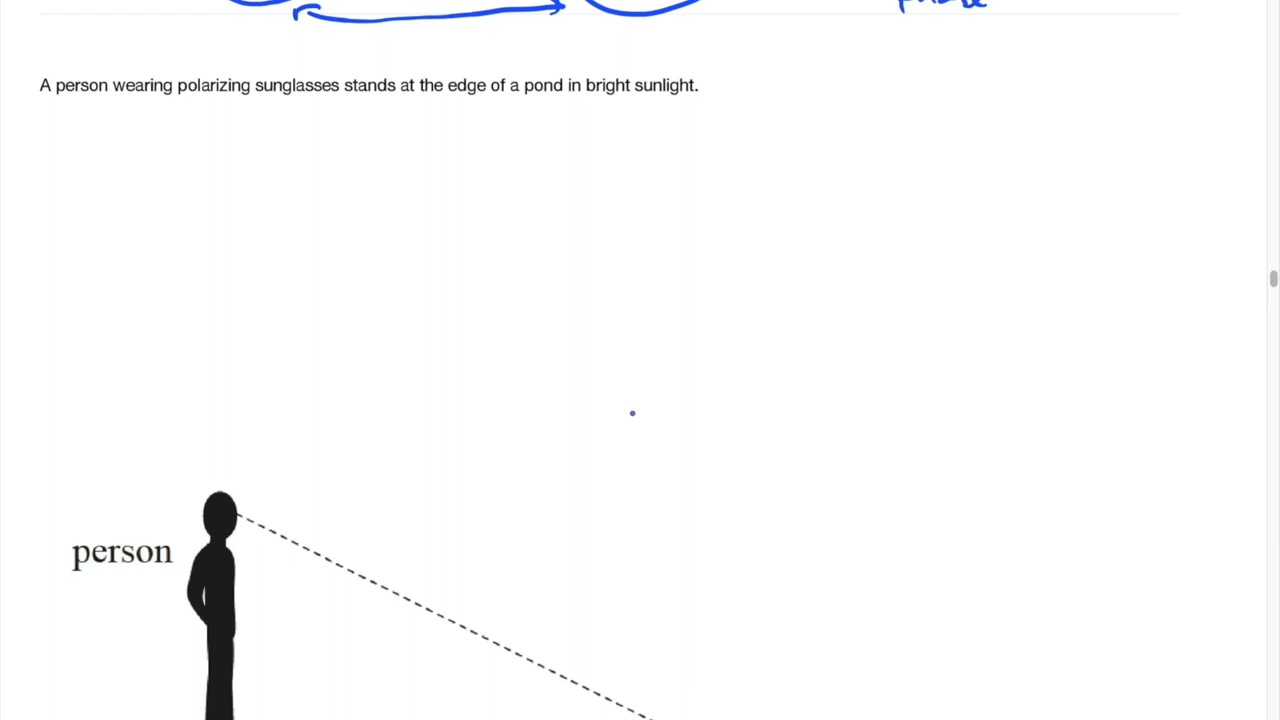 A person wearing polarizing sunglasses stands at the edge of a pond in bright sunlight.
person